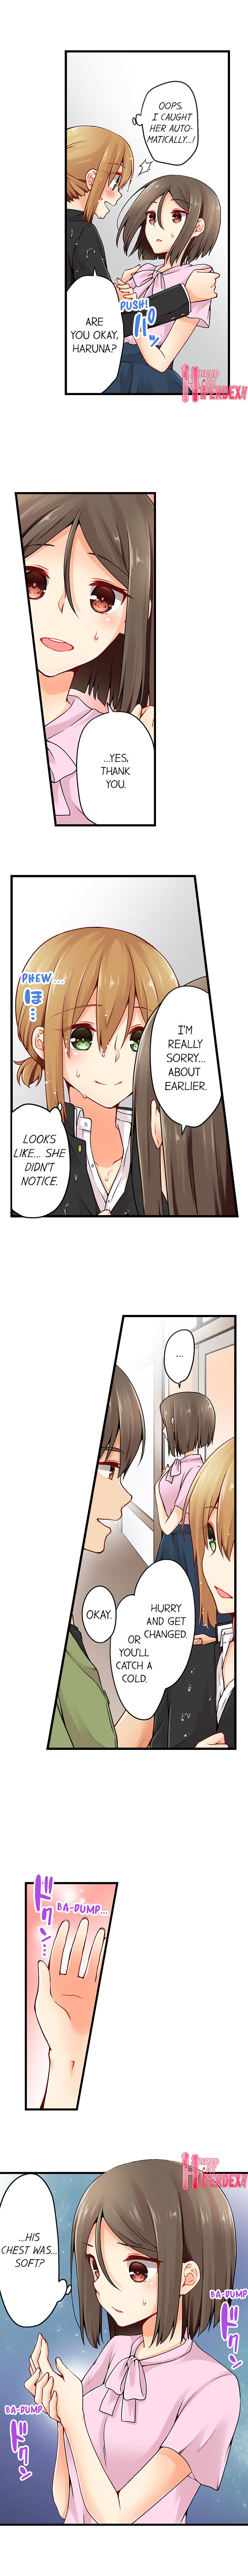 OOPS,
I CAUGHT
HER AUTO-
MATICALLY...!
PUSH!
ARE
YOU OKAY,
HARUNA?
READ
AT
HIPERDEX!!
...YES,
THANK
YOU.
PHEW...
ほ...
I'M
REALLY
SORRY...
ABOUT
EARLIER.
LOOKS
LIKE... SHE
DIDN'T
NOTICE.
...
HURRY
AND GET
CHANGED.
OR
YOU'LL
CATCH A
COLD.
OKAY.
ドクン...
BA-DUMP...
HIPERDEX!!
...HIS
CHEST WAS...
SOFT?
BA-DUMP
ドクン
BA-DUMP
ドクン